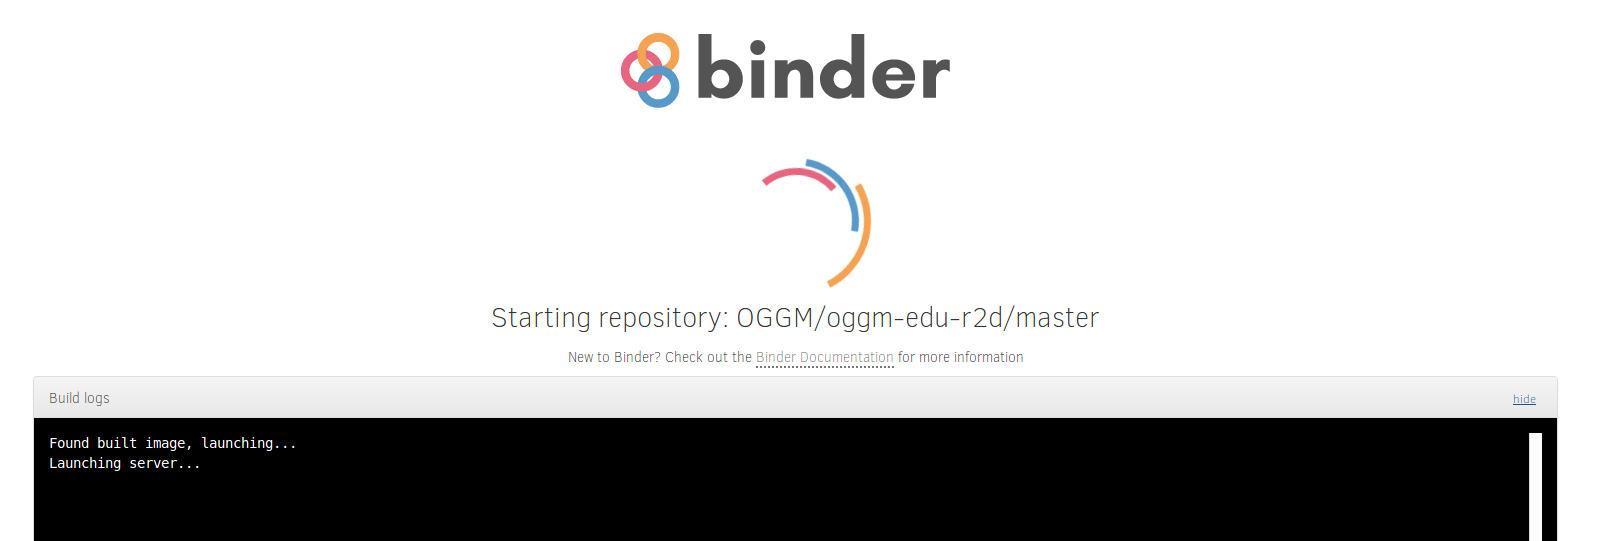 binder
Starting repository: OGGM/oggm-edu-r2d/master
New to Binder? Check out the Binder Documentation for more information
Build logs
hide
Found built image, launching...
Launching server...